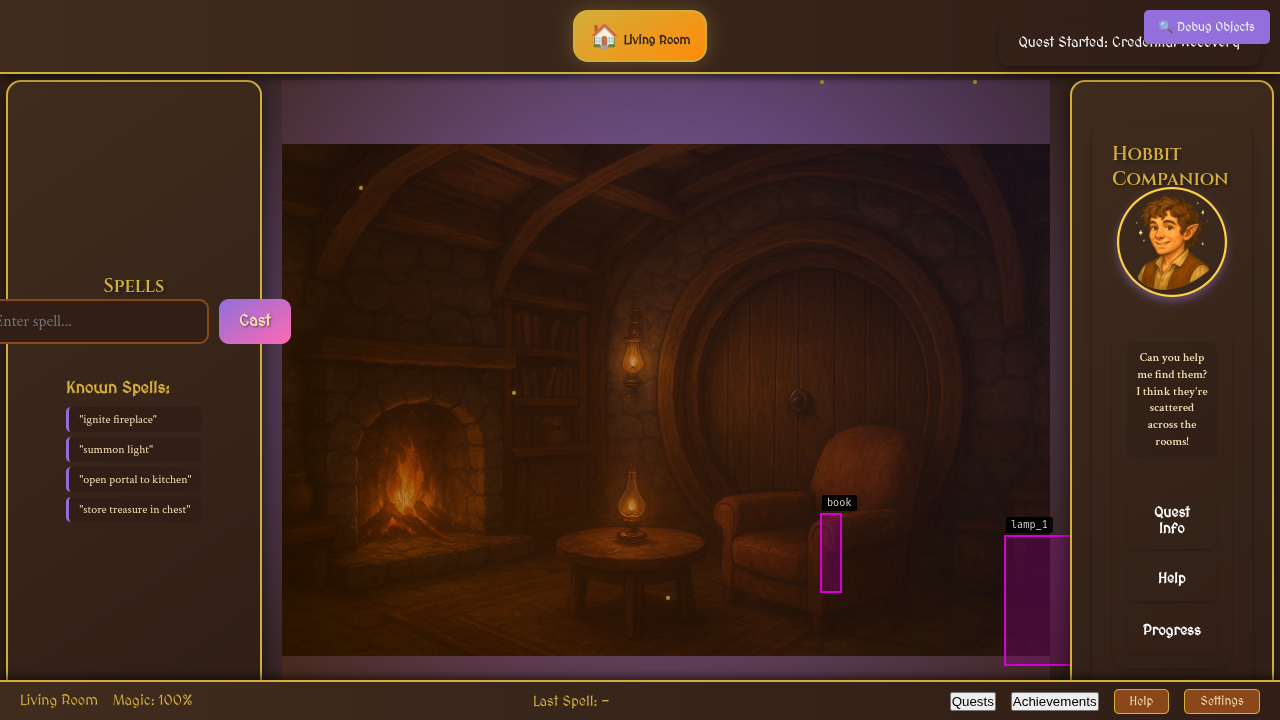 Living Room
Debug Objects
Quest Started: Credential Recovery
Spells
Enter spell...
Cast
Known Spells:
"ignite fireplace"
"summon light"
"open portal to kitchen"
"store treasure in chest"
book
lamp_1
Hobbit
Companion
Can you help
me find them?
I think they're
scattered
across the
rooms!
Quest
Info
Help
Progress
Living Room Magic: 100%
Last Spell: -
Quests
Achievements
Help
Settings